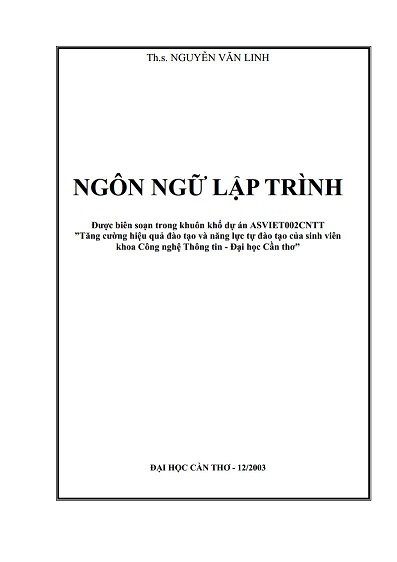 Th.s. NGUYỄN VĂN LINH
NGÔN NGỮ LẬP TRÌNH
Được biên soạn trong khuôn khổ dự án ASVIET002CNTT
”Tăng cường hiệu quả đào tạo và năng lực tự đào tạo của sinh viên
khoa Công nghệ Thông tin - Đại học Cần thơ”
ĐẠI HỌC CẦN THƠ - 12/2003